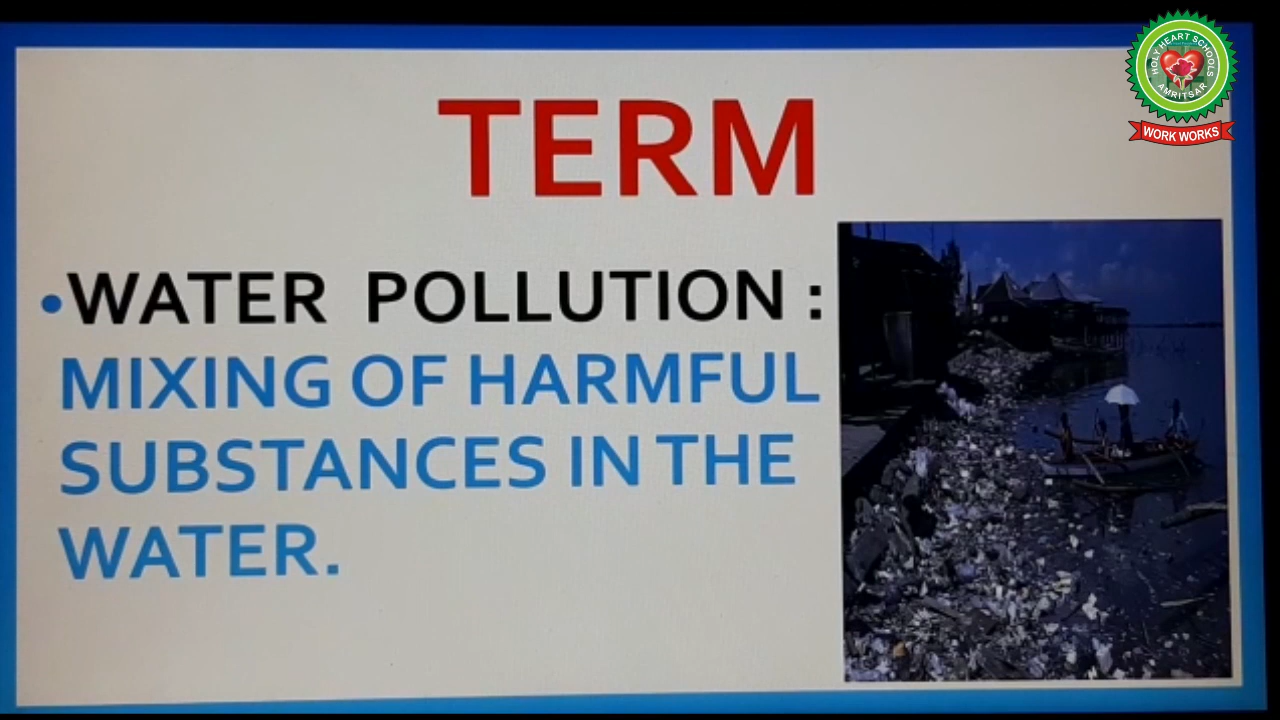 HOLY HEART SCHOOLS
AMRITSAR
WORK WORKS
TERM
•WATER POLLUTION :
MIXING OF HARMFUL
SUBSTANCES IN THE
WATER.